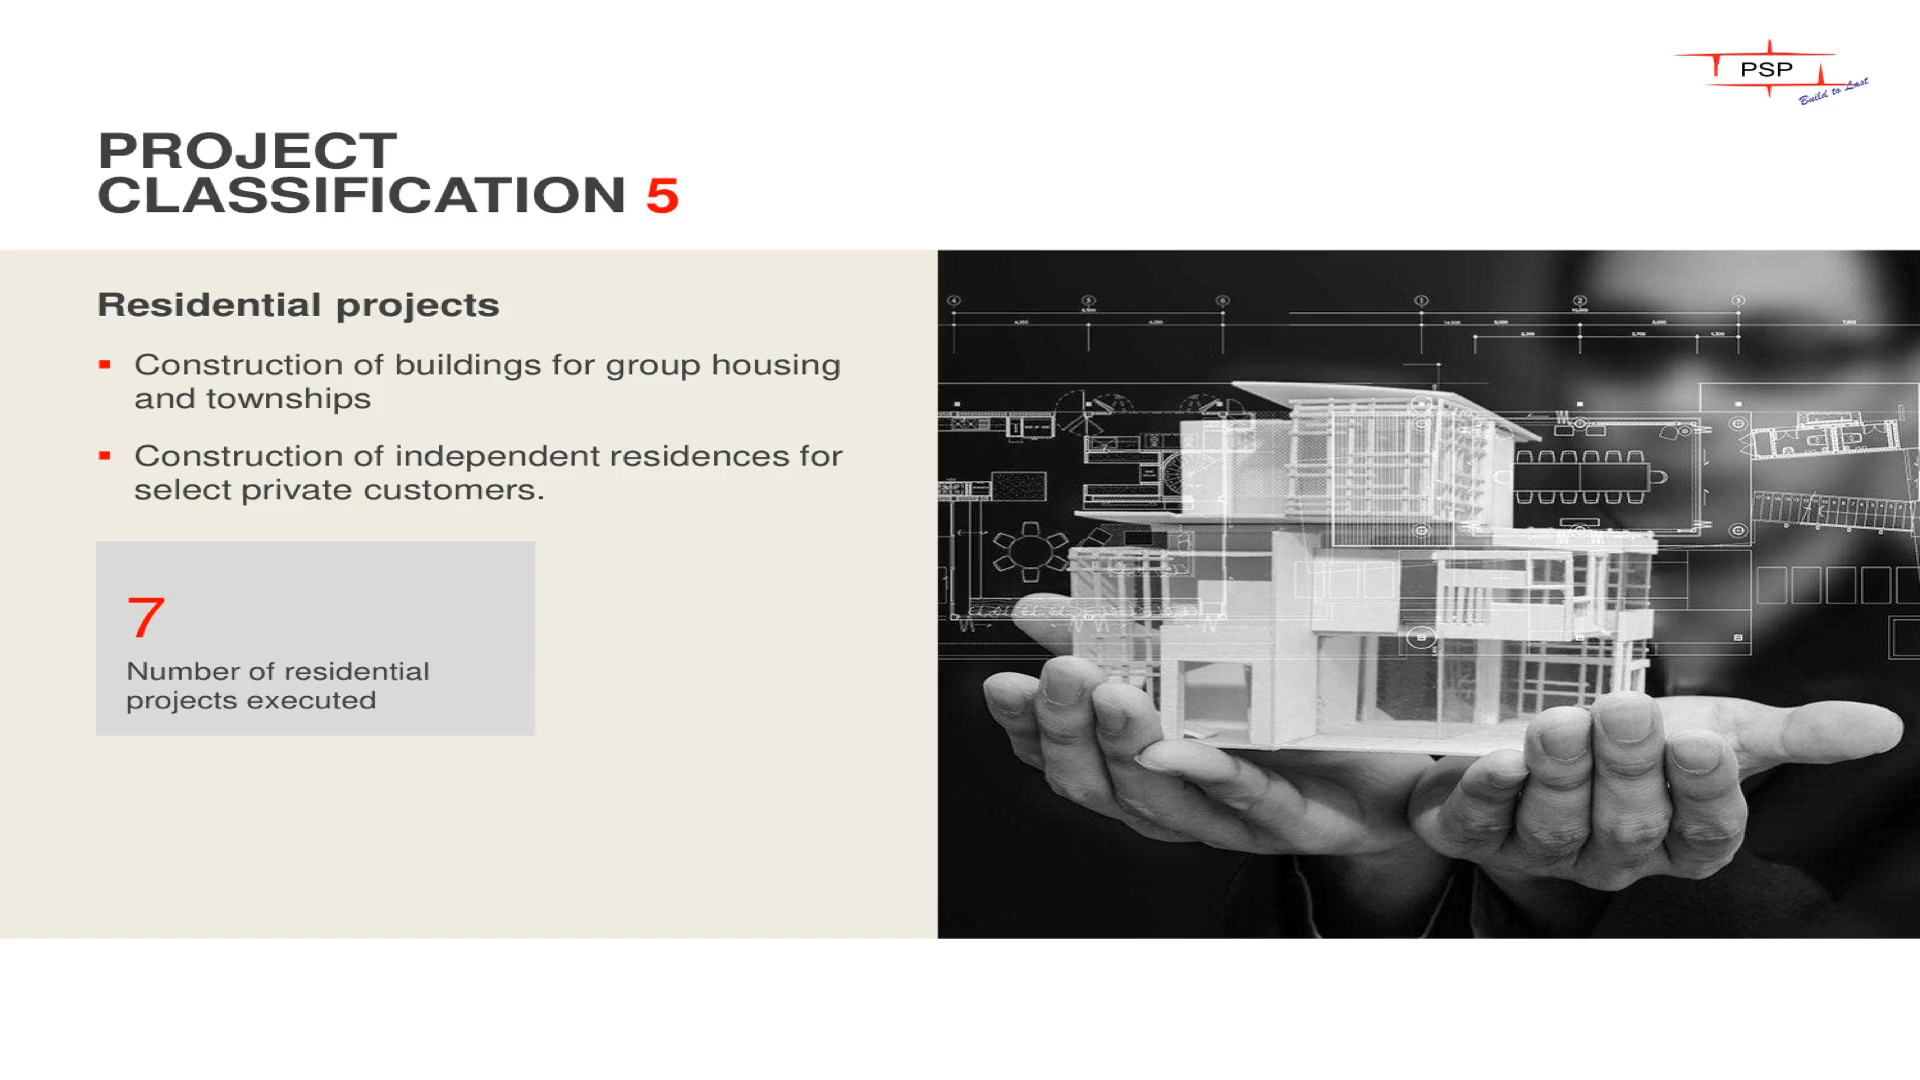 PSP
Build to Last
PROJECT
CLASSIFICATION 5
Residential projects
Construction of buildings for group housing
and townships
Construction of independent residences for
select private customers.
7
Number of residential
projects executed